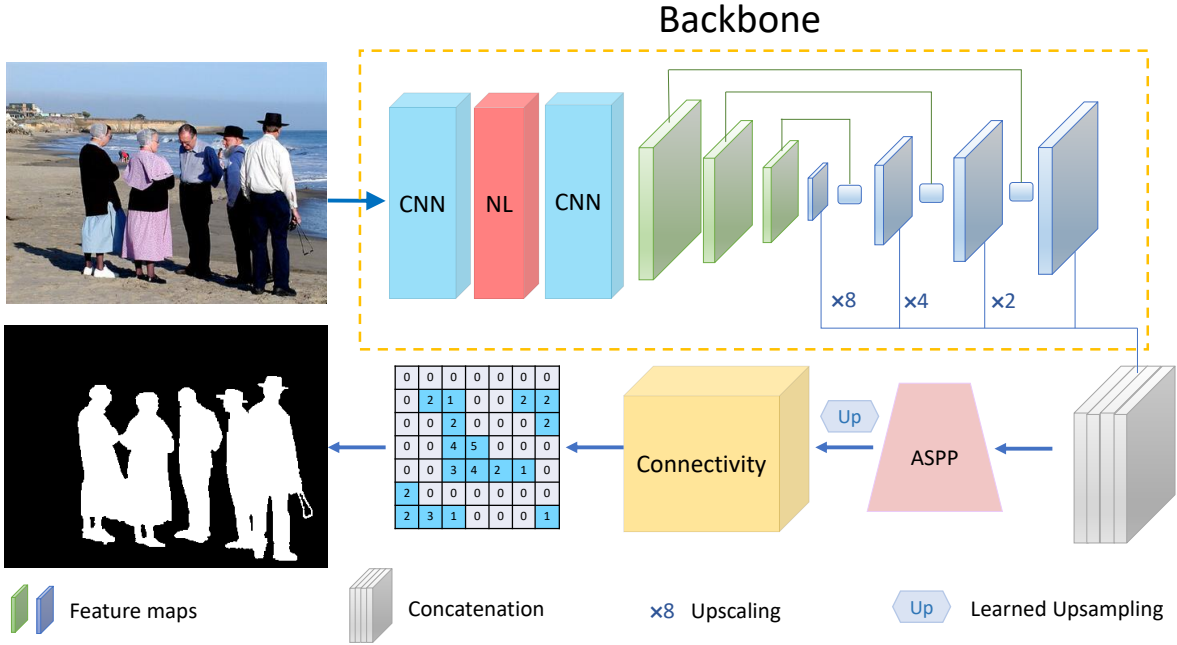 Backbone
CNN
NL
CNN
×8
×4
×2
0 0 0 0 0 0 0
0 2 1 0 0 2 2
0 0 2 0 0 0 2
0 0 4 5 0 0 0
0 0 3 4 2 1 0
2 0 0 0 0 0 0
2 3 1 0 0 0 1
Connectivity
Up
ASPP
Feature maps
Concatenation
×8 Upscaling
Up Learned Upsampling